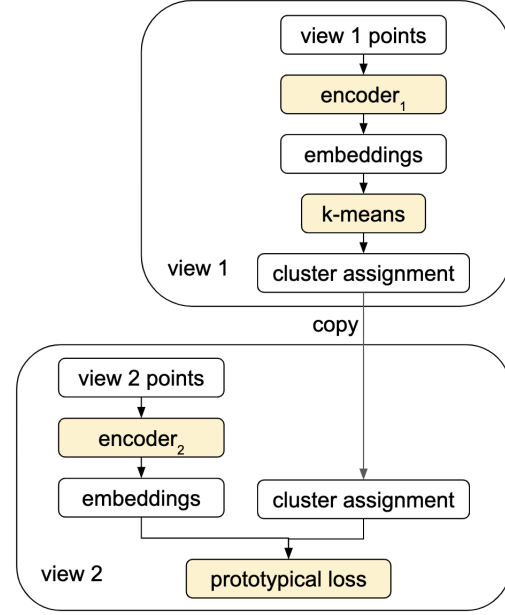 view 1 points
encoder₁
embeddings
k-means
view 1
cluster assignment
copy
view 2 points
encoder₂
embeddings
cluster assignment
view 2
prototypical loss